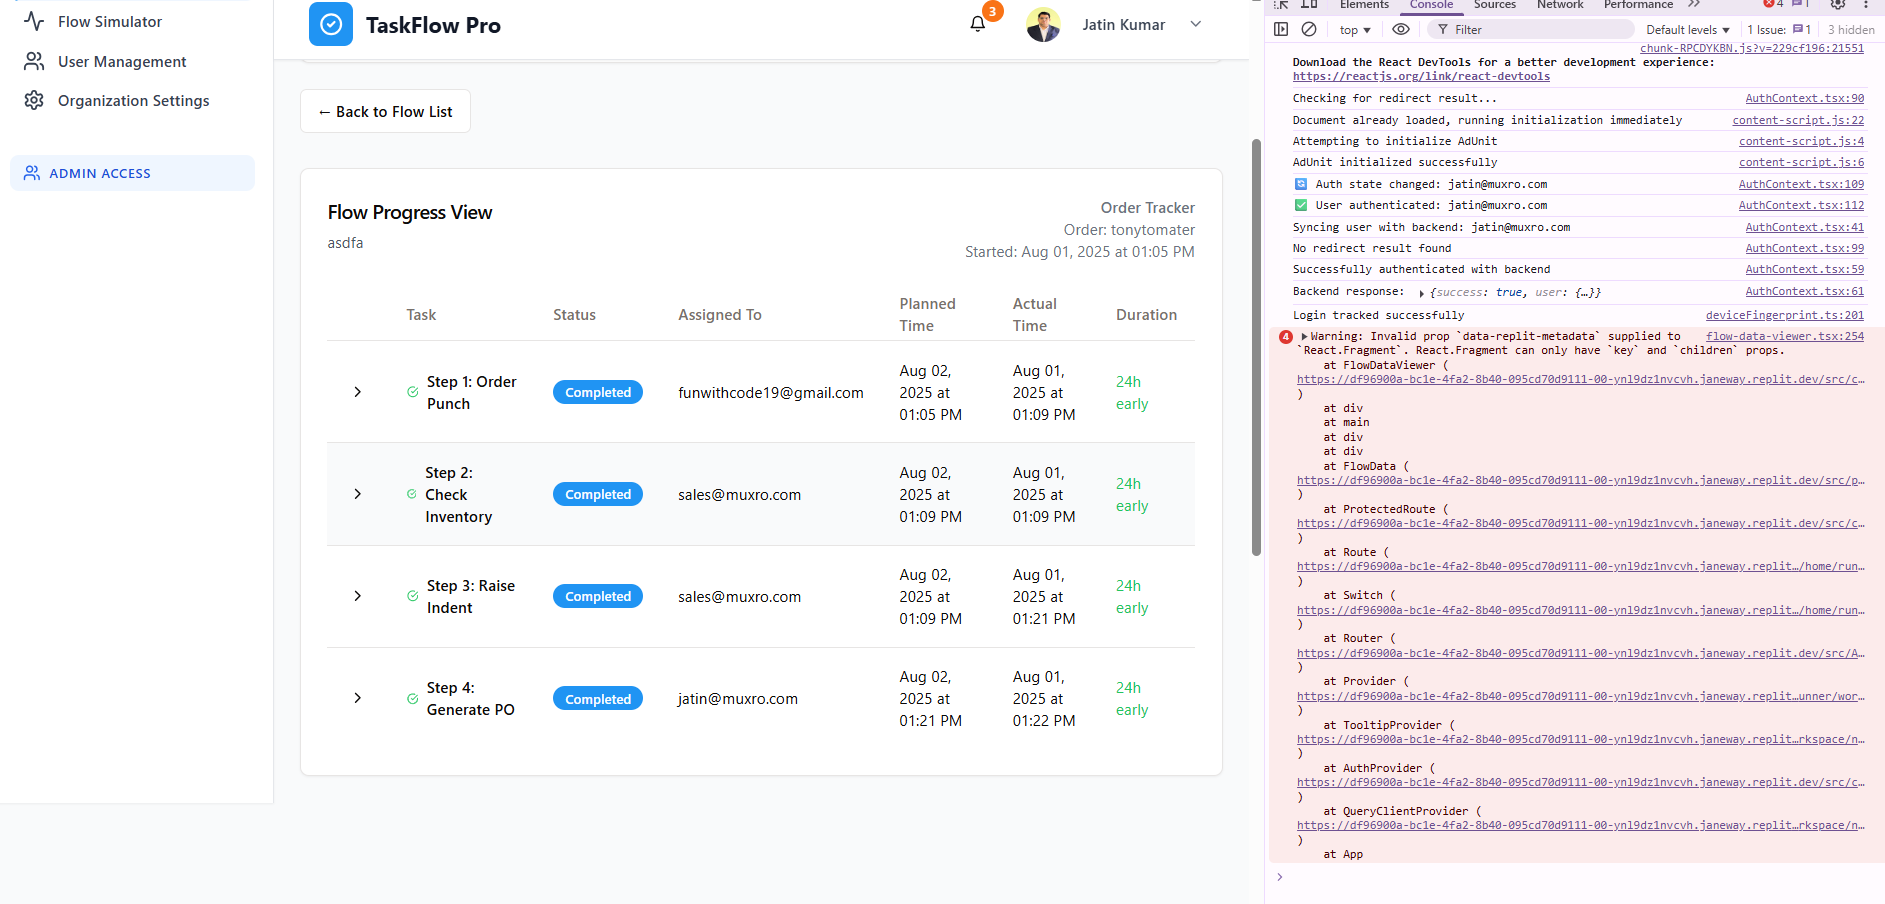 Flow Simulator
User Management
Organization Settings
ADMIN ACCESS
TaskFlow Pro
3
Jatin Kumar
← Back to Flow List
Flow Progress View
asdfa
Order Tracker
Order: tonytomater
Started: Aug 01, 2025 at 01:05 PM
Task Status Assigned To Planned Time Actual Time Duration
Step 1: Order Punch Completed funwithcode19@gmail.com Aug 02, 2025 at 01:05 PM Aug 01, 2025 at 01:09 PM 24h early
Step 2: Check Inventory Completed sales@muxro.com Aug 02, 2025 at 01:09 PM Aug 01, 2025 at 01:09 PM 24h early
Step 3: Raise Indent Completed sales@muxro.com Aug 02, 2025 at 01:09 PM Aug 01, 2025 at 01:21 PM 24h early
Step 4: Generate PO Completed jatin@muxro.com Aug 02, 2025 at 01:21 PM Aug 01, 2025 at 01:22 PM 24h early
Elements Console Sources Network Performance » 4 1
top ▼ Filter Default levels ▼ 1 Issue: 1 3 hidden
chunk-RPCDYKBN.js?v=229cf196:21551
Download the React DevTools for a better development experience:
https://reactjs.org/link/react-devtools
Checking for redirect result... AuthContext.tsx:90
Document already loaded, running initialization immediately content-script.js:22
Attempting to initialize AdUnit content-script.js:4
AdUnit initialized successfully content-script.js:6
Auth state changed: jatin@muxro.com AuthContext.tsx:109
User authenticated: jatin@muxro.com AuthContext.tsx:112
Syncing user with backend: jatin@muxro.com AuthContext.tsx:41
No redirect result found AuthContext.tsx:99
Successfully authenticated with backend AuthContext.tsx:59
Backend response: ▶ {success: true, user: {…}} AuthContext.tsx:61
Login tracked successfully deviceFingerprint.ts:201
4 ▶Warning: Invalid prop `data-replit-metadata` supplied to flow-data-viewer.tsx:254
`React.Fragment`. React.Fragment can only have `key` and `children` props.
at FlowDataViewer (
https://df96900a-bc1e-4fa2-8b40-095cd70d9111-00-ynl9dz1nvcvh.janeway.replit.dev/src/c…
)
at div
at main
at div
at div
at FlowData (
https://df96900a-bc1e-4fa2-8b40-095cd70d9111-00-ynl9dz1nvcvh.janeway.replit.dev/src/p…
)
at ProtectedRoute (
https://df96900a-bc1e-4fa2-8b40-095cd70d9111-00-ynl9dz1nvcvh.janeway.replit.dev/src/c…
)
at Route (
https://df96900a-bc1e-4fa2-8b40-095cd70d9111-00-ynl9dz1nvcvh.janeway.replit…/home/run…
)
at Switch (
https://df96900a-bc1e-4fa2-8b40-095cd70d9111-00-ynl9dz1nvcvh.janeway.replit…/home/run…
)
at Router (
https://df96900a-bc1e-4fa2-8b40-095cd70d9111-00-ynl9dz1nvcvh.janeway.replit.dev/src/A…
)
at Provider (
https://df96900a-bc1e-4fa2-8b40-095cd70d9111-00-ynl9dz1nvcvh.janeway.replit…unner/wor…
)
at TooltipProvider (
https://df96900a-bc1e-4fa2-8b40-095cd70d9111-00-ynl9dz1nvcvh.janeway.replit…rkspace/n…
)
at AuthProvider (
https://df96900a-bc1e-4fa2-8b40-095cd70d9111-00-ynl9dz1nvcvh.janeway.replit.dev/src/c…
)
at QueryClientProvider (
https://df96900a-bc1e-4fa2-8b40-095cd70d9111-00-ynl9dz1nvcvh.janeway.replit…rkspace/n…
)
at App